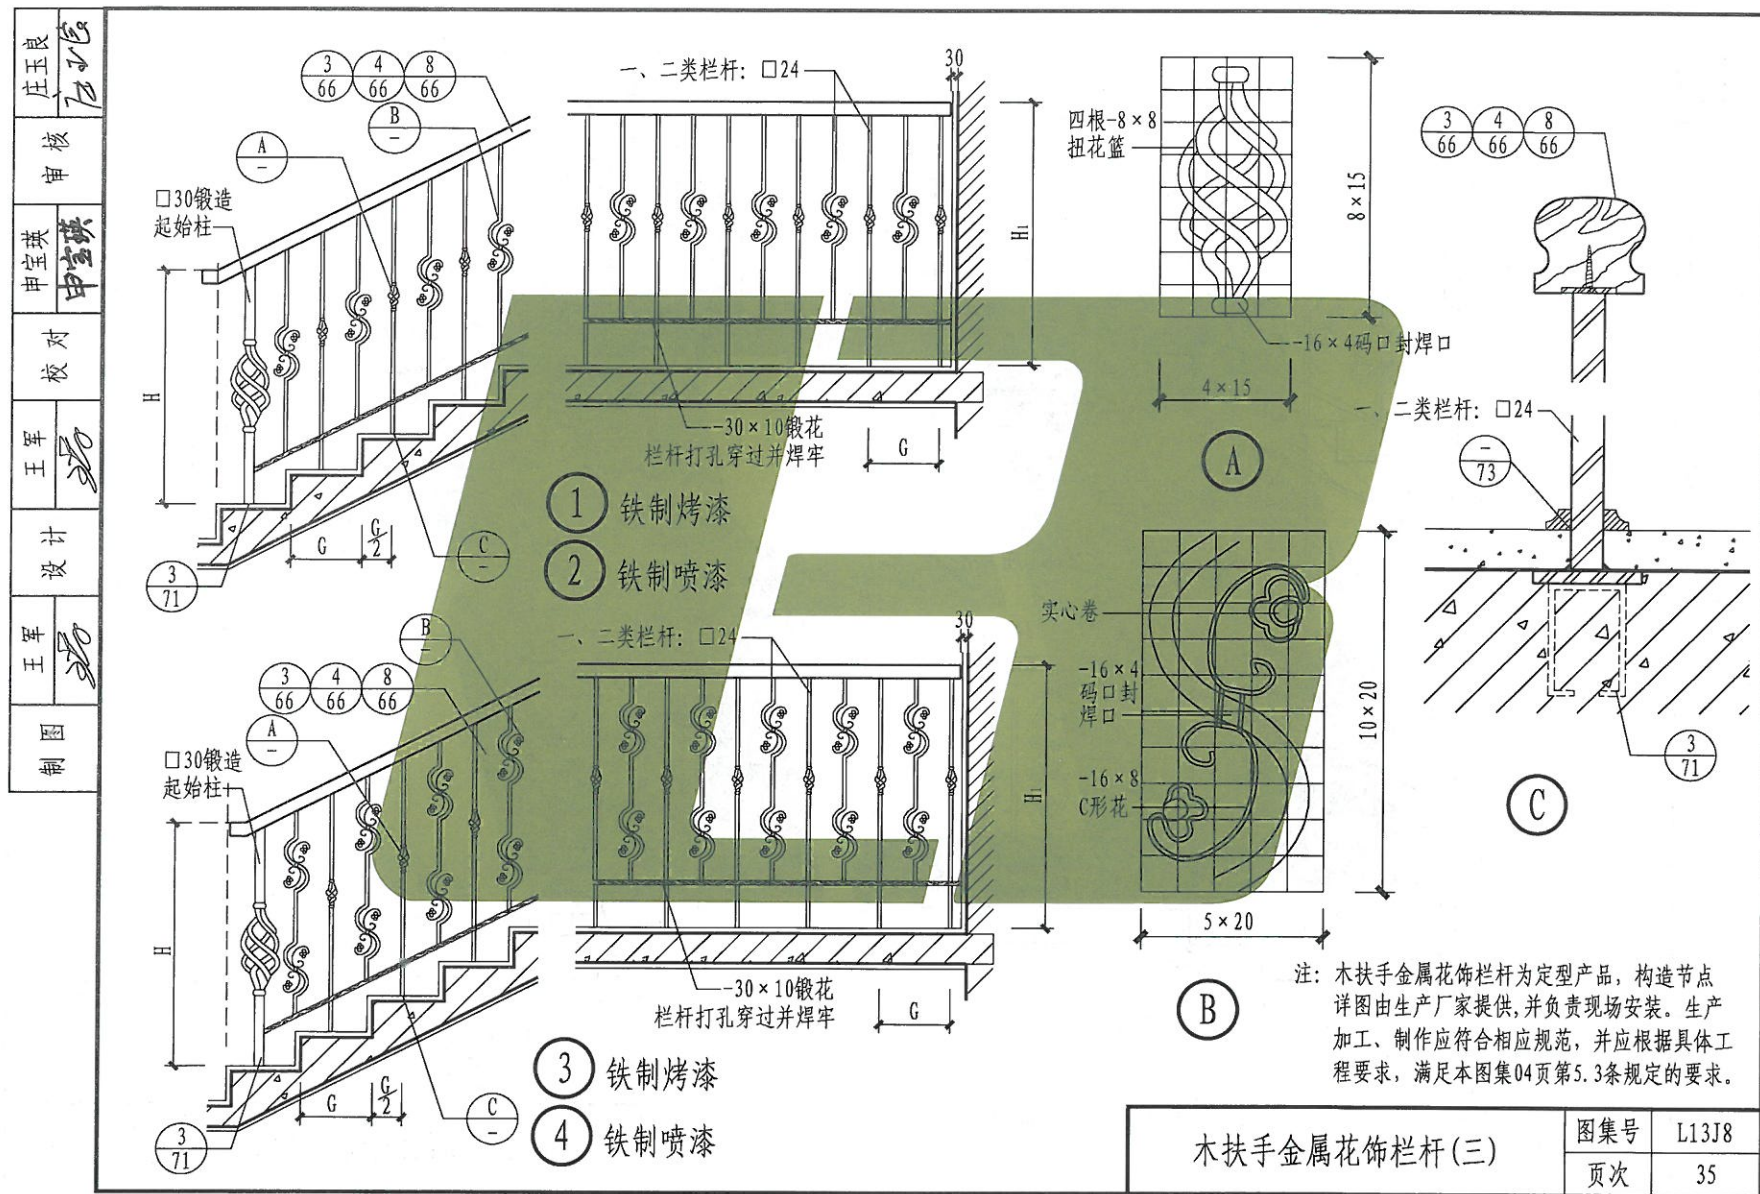 庄玉良
审核
申宝瑛
申宝瑛
校对
王军
设计
王军
制图
3 4 8
66 66 66
B
-
A
-
□30锻造
起始柱
H
G
G/2
3
71
C
-
一、二类栏杆：□24
30
H₁
-30×10锻花
栏杆打孔穿过并焊牢
G
① 铁制烤漆
② 铁制喷漆
B
-
3 4 8
66 66 66
A
-
□30锻造
起始柱
H
G
G/2
3
71
C
-
一、二类栏杆：□24
30
H₁
-30×10锻花
栏杆打孔穿过并焊牢
G
③ 铁制烤漆
④ 铁制喷漆
四根-8×8
扭花篮
8×15
-16×4码口封焊口
4×15
A
实心卷
-16×4
码口封
焊口
-16×8
C形花
10×20
5×20
B
3 4 8
66 66 66
一、二类栏杆：□24
-
73
3
71
C
注：木扶手金属花饰栏杆为定型产品，构造节点
详图由生产厂家提供,并负责现场安装。生产
加工、制作应符合相应规范，并应根据具体工
程要求，满足本图集04页第5.3条规定的要求。
木扶手金属花饰栏杆(三)
图集号 L13J8
页次 35